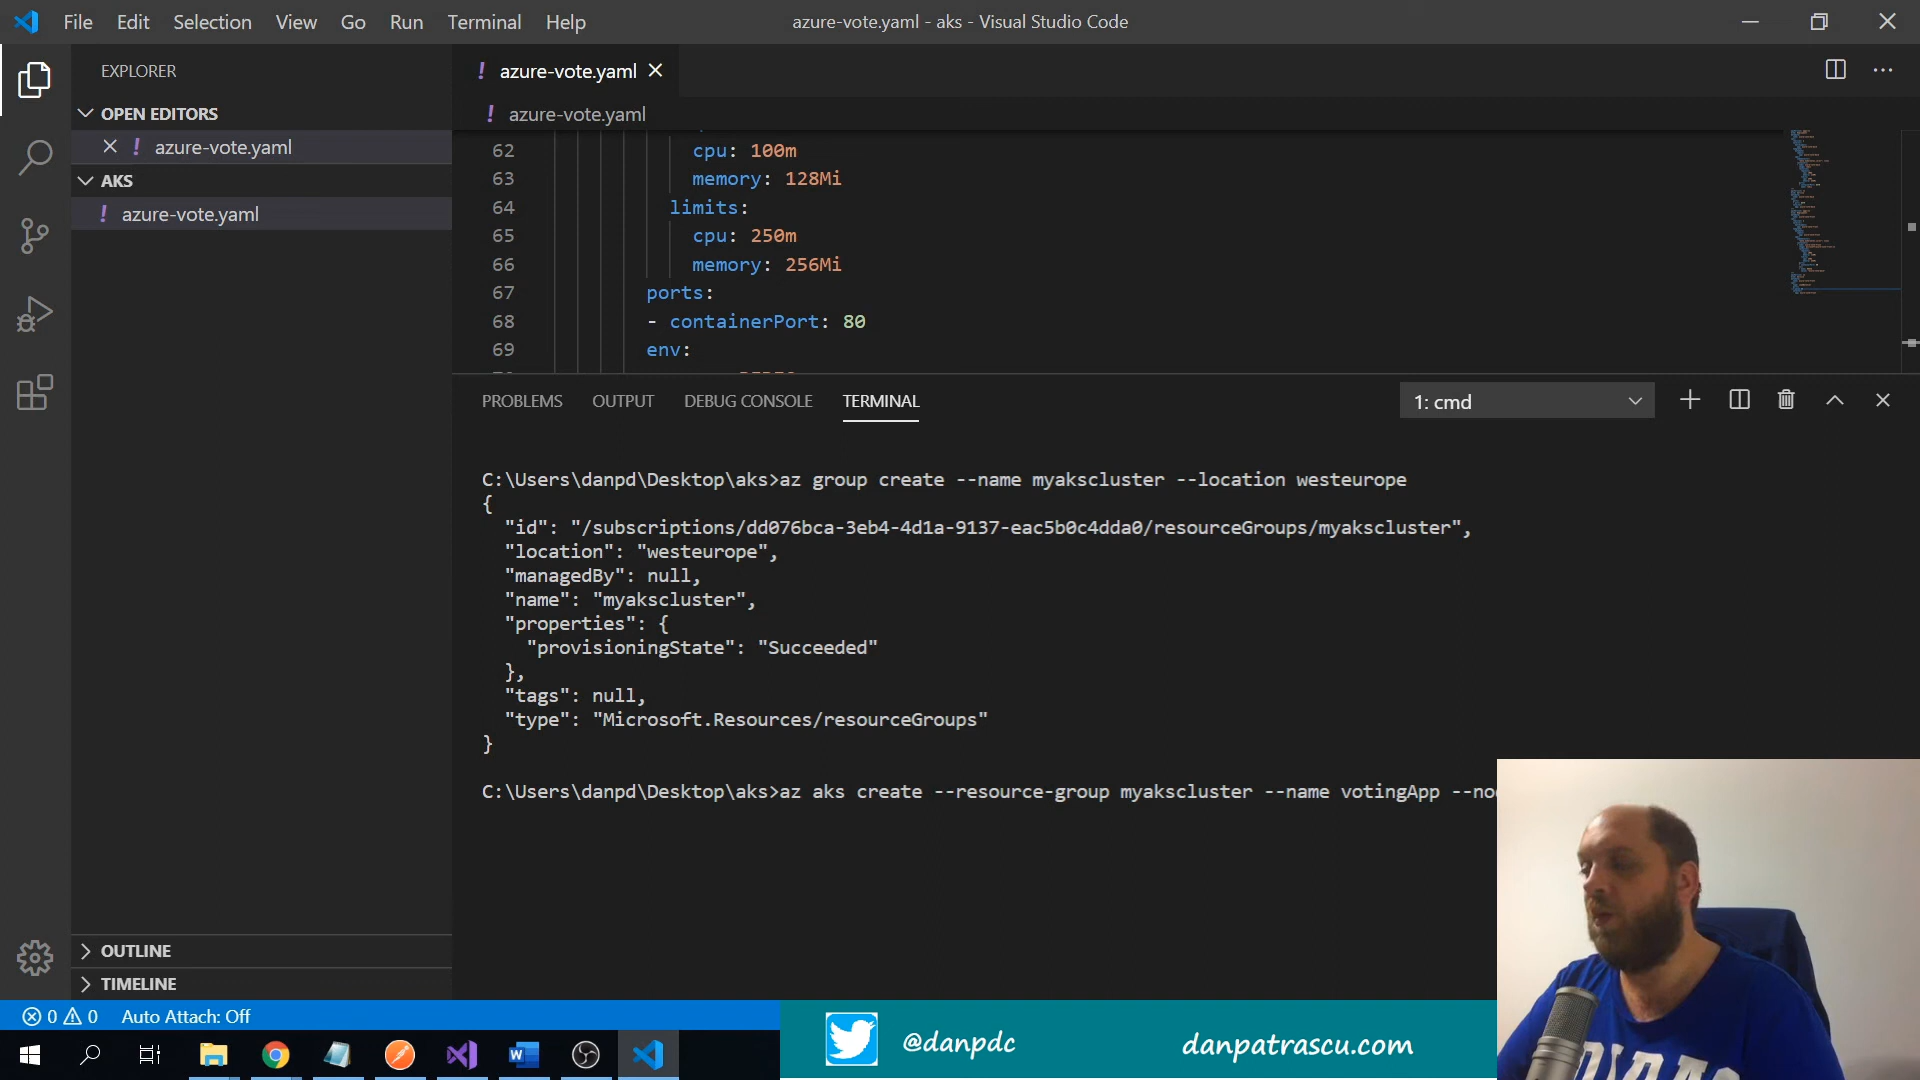 File Edit Selection View Go Run Terminal Help
azure-vote.yaml - aks - Visual Studio Code
EXPLORER
OPEN EDITORS
azure-vote.yaml
AKS
azure-vote.yaml
OUTLINE
TIMELINE
azure-vote.yaml
azure-vote.yaml
62 cpu: 100m
63 memory: 128Mi
64 limits:
65 cpu: 250m
66 memory: 256Mi
67 ports:
68 - containerPort: 80
69 env:
PROBLEMS OUTPUT DEBUG CONSOLE TERMINAL
1: cmd
C:\Users\danpd\Desktop\aks>az group create --name myakscluster --location westeurope
{
"id": "/subscriptions/dd076bca-3eb4-4d1a-9137-eac5b0c4dda0/resourceGroups/myakscluster",
"location": "westeurope",
"managedBy": null,
"name": "myakscluster",
"properties": {
"provisioningState": "Succeeded"
},
"tags": null,
"type": "Microsoft.Resources/resourceGroups"
}
C:\Users\danpd\Desktop\aks>az aks create --resource-group myakscluster --name votingApp
0 0 Auto Attach: Off
@danpdc
danpatrascu.com